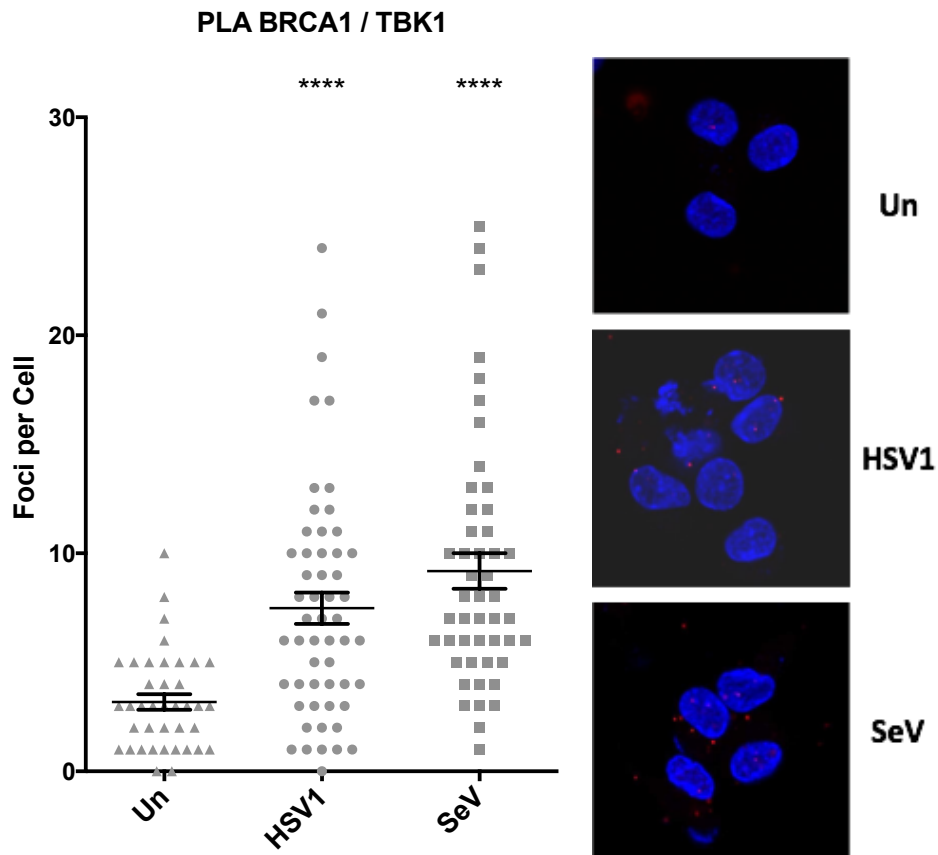 PLA BRCA1 / TBK1
**** ****
30
20
10
0
Foci per Cell
Un HSV1 SeV
Un
HSV1
SeV